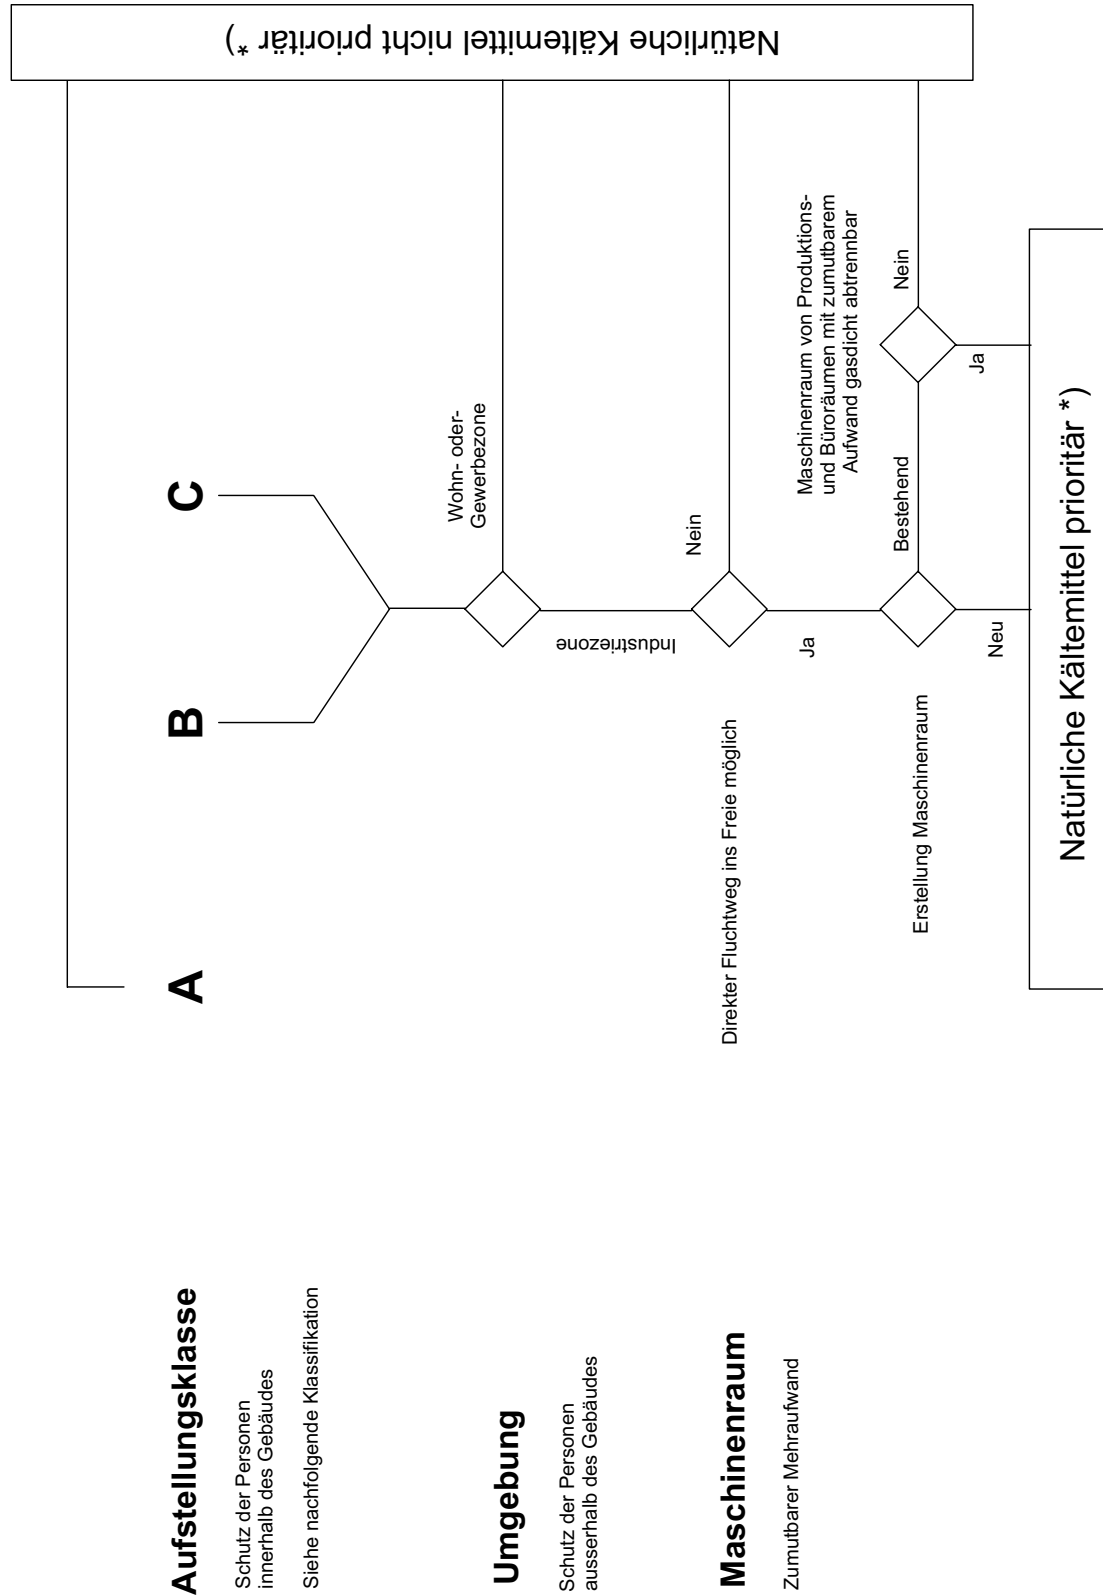 Aufstellungsklasse
Schutz der Personen
innerhalb des Gebäudes
Siehe nachfolgende Klassifikation
A
B
C
Umgebung
Schutz der Personen
ausserhalb des Gebäudes
Wohn- oder-
Gewerbezone
Industriezone
Maschinenraum
Zumutbarer Mehraufwand
Direkter Fluchtweg ins Freie möglich
Nein
Ja
Erstellung Maschinenraum
Bestehend
Neu
Maschinenraum von Produktions-
und Büroräumen mit zumutbarem
Aufwand gasdicht abtrennbar
Nein
Ja
Natürliche Kältemittel nicht prioritär *)
Natürliche Kältemittel prioritär *)